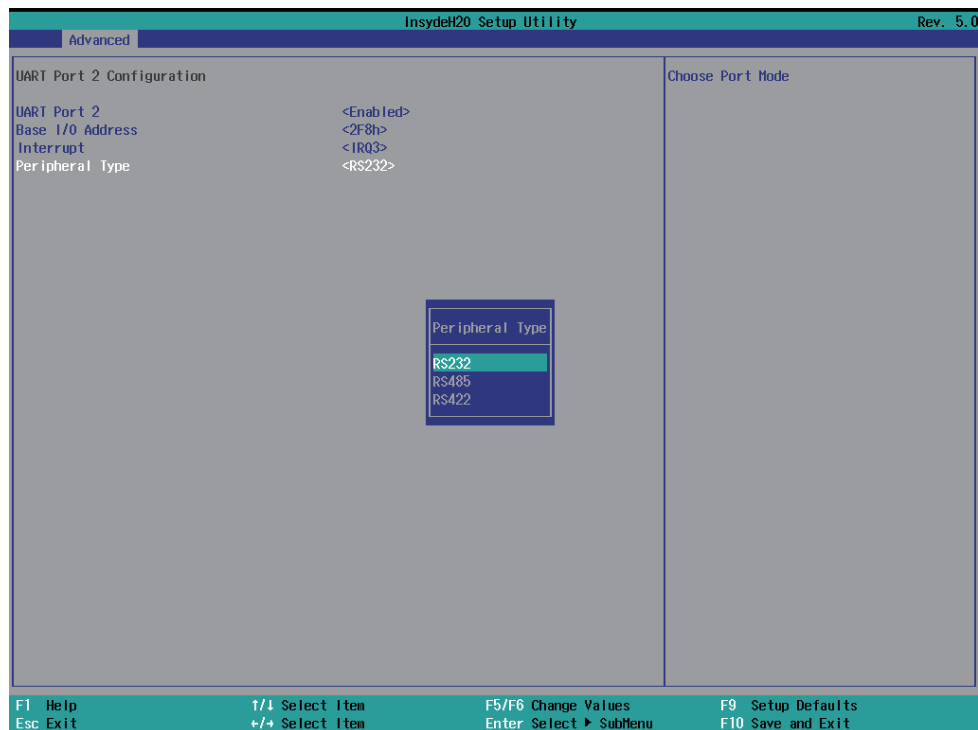 InsydeH20 Setup Utility Rev. 5.0
Advanced
UART Port 2 Configuration
Choose Port Mode
UART Port 2 <Enabled>
Base I/O Address <2F8h>
Interrupt <IRQ3>
Peripheral Type <RS232>
Peripheral Type
RS232
RS485
RS422
F1 Help ↑/↓ Select Item F5/F6 Change Values F9 Setup Defaults
Esc Exit ←/→ Select Item Enter Select ▶ SubMenu F10 Save and Exit